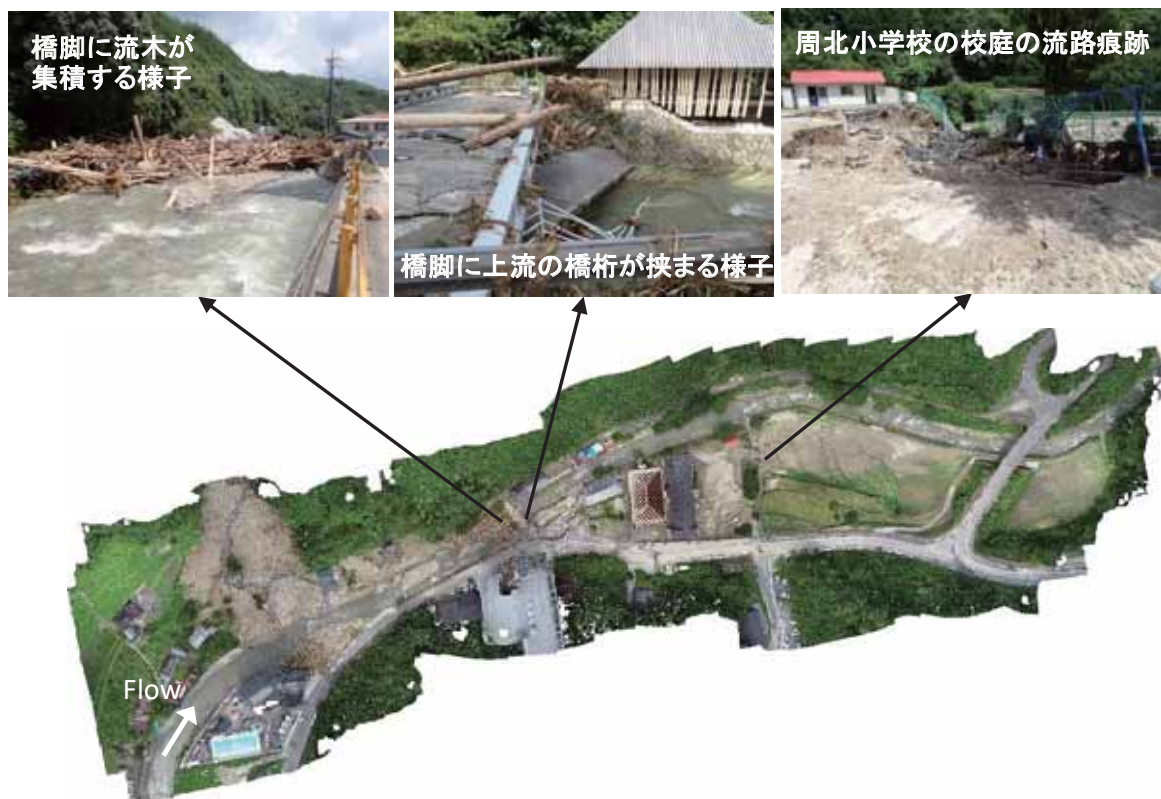 橋脚に流木が
集積する様子
橋脚に上流の橋桁が挟まる様子
周北小学校の校庭の流路痕跡
Flow